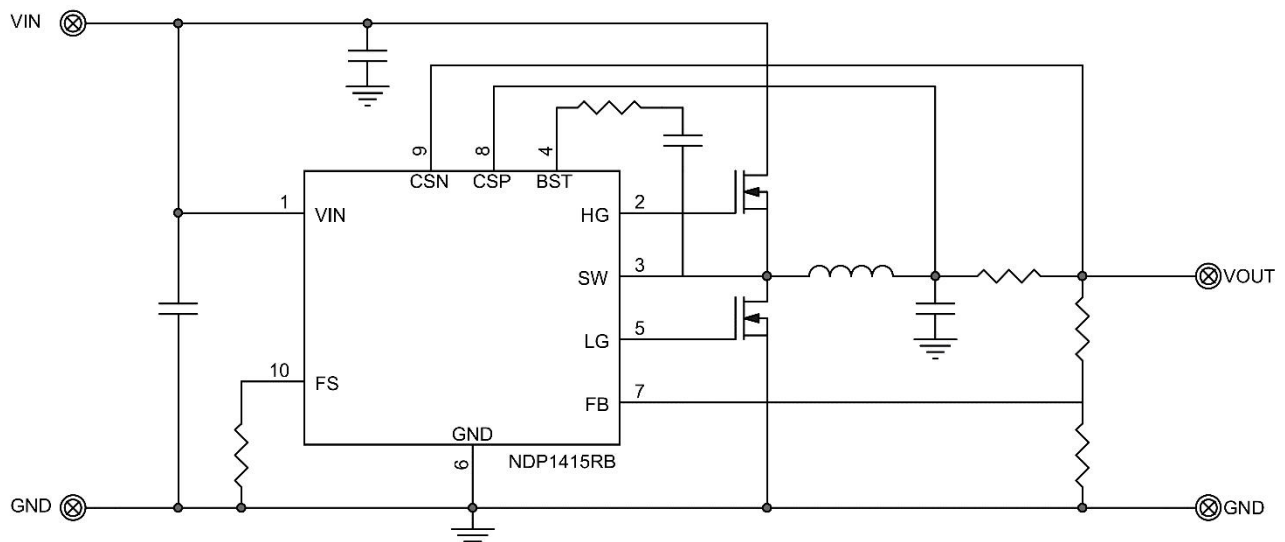 VIN
9
8
4
CSN
CSP
BST
1
VIN
HG
2
SW
3
VOUT
LG
5
10
FS
FB
7
GND
6
NDP1415RB
GND
GND